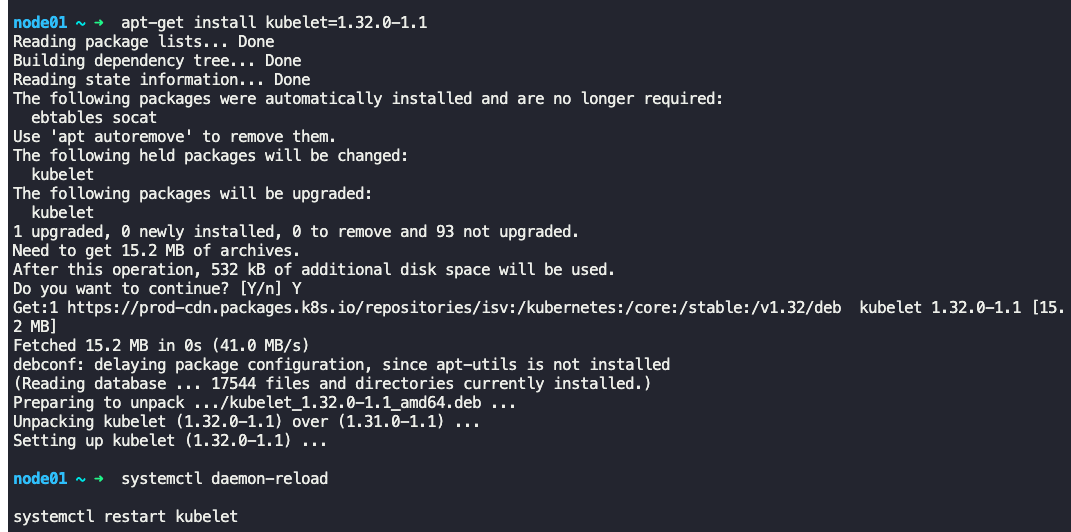 node01 ~ ➜  apt-get install kubelet=1.32.0-1.1
Reading package lists... Done
Building dependency tree... Done
Reading state information... Done
The following packages were automatically installed and are no longer required:
  ebtables socat
Use 'apt autoremove' to remove them.
The following held packages will be changed:
  kubelet
The following packages will be upgraded:
  kubelet
1 upgraded, 0 newly installed, 0 to remove and 93 not upgraded.
Need to get 15.2 MB of archives.
After this operation, 532 kB of additional disk space will be used.
Do you want to continue? [Y/n] Y
Get:1 https://prod-cdn.packages.k8s.io/repositories/isv:/kubernetes:/core:/stable:/v1.32/deb  kubelet 1.32.0-1.1 [15.
2 MB]
Fetched 15.2 MB in 0s (41.0 MB/s)
debconf: delaying package configuration, since apt-utils is not installed
(Reading database ... 17544 files and directories currently installed.)
Preparing to unpack .../kubelet_1.32.0-1.1_amd64.deb ...
Unpacking kubelet (1.32.0-1.1) over (1.31.0-1.1) ...
Setting up kubelet (1.32.0-1.1) ...
node01 ~ ➜  systemctl daemon-reload
systemctl restart kubelet